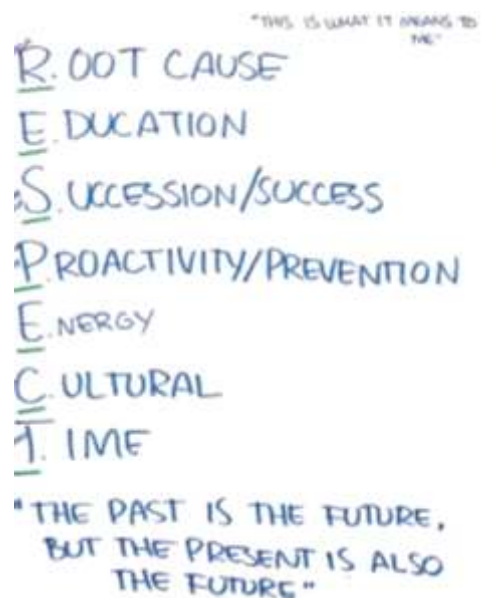 "THIS IS WHAT IT MEANS TO
ME"
R.OOT CAUSE
E.DUCATION
S.UCCESSION/SUCCESS
P.ROACTIVITY/PREVENTION
E.NERGY
C.ULTURAL
T.IME
"THE PAST IS THE FUTURE,
BUT THE PRESENT IS ALSO
THE FUTURE"